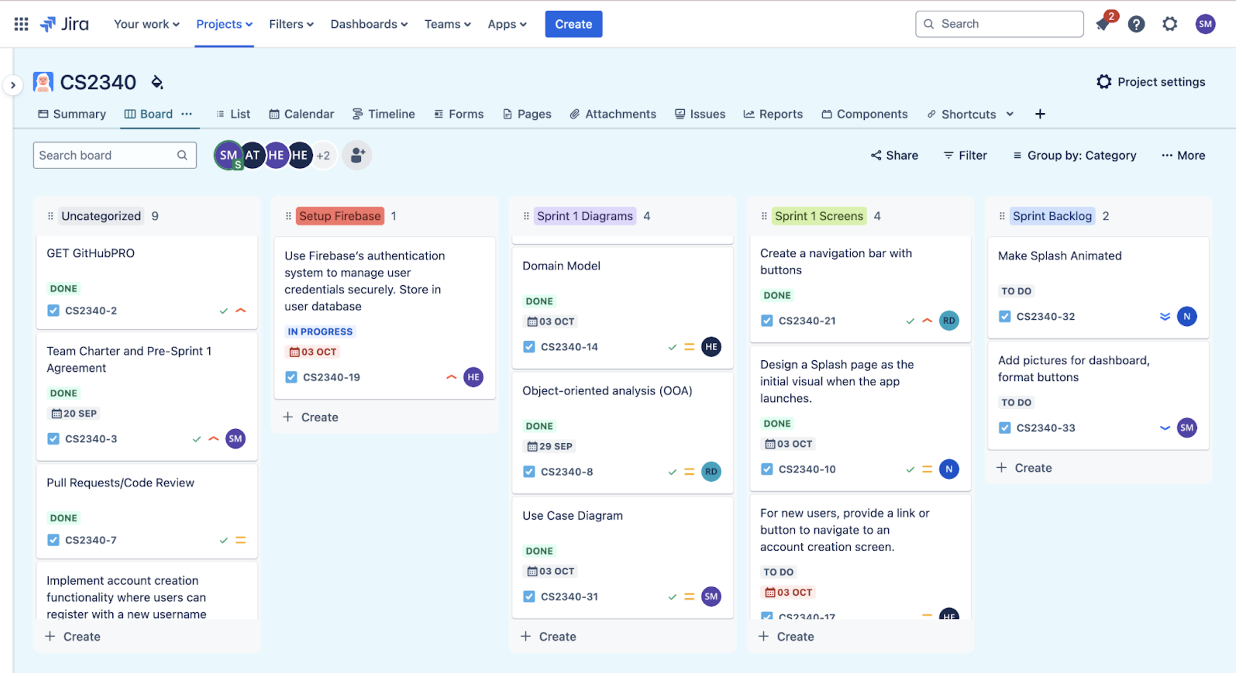 Jira
Your work
Projects
Filters
Dashboards
Teams
Apps
Create
Search
2
SM
CS2340
Project settings
Summary
Board
List
Calendar
Timeline
Forms
Pages
Attachments
Issues
Reports
Components
Shortcuts
Search board
SM
S
AT
HE
HE
+2
Share
Filter
Group by: Category
More
Uncategorized 9
GET GitHubPRO
DONE
CS2340-2
Team Charter and Pre-Sprint 1
Agreement
DONE
20 SEP
CS2340-3
SM
Pull Requests/Code Review
DONE
CS2340-7
Implement account creation
functionality where users can
register with a new username
Create
Setup Firebase 1
Use Firebase’s authentication
system to manage user
credentials securely. Store in
user database
IN PROGRESS
03 OCT
CS2340-19
HE
Create
Sprint 1 Diagrams 4
Domain Model
DONE
03 OCT
CS2340-14
HE
Object-oriented analysis (OOA)
DONE
29 SEP
CS2340-8
RD
Use Case Diagram
DONE
03 OCT
CS2340-31
SM
Create
Sprint 1 Screens 4
Create a navigation bar with
buttons
DONE
CS2340-21
RD
Design a Splash page as the
initial visual when the app
launches.
DONE
03 OCT
CS2340-10
N
For new users, provide a link or
button to navigate to an
account creation screen.
TO DO
03 OCT
CS2340-17
HE
Create
Sprint Backlog 2
Make Splash Animated
TO DO
CS2340-32
N
Add pictures for dashboard,
format buttons
TO DO
CS2340-33
SM
Create